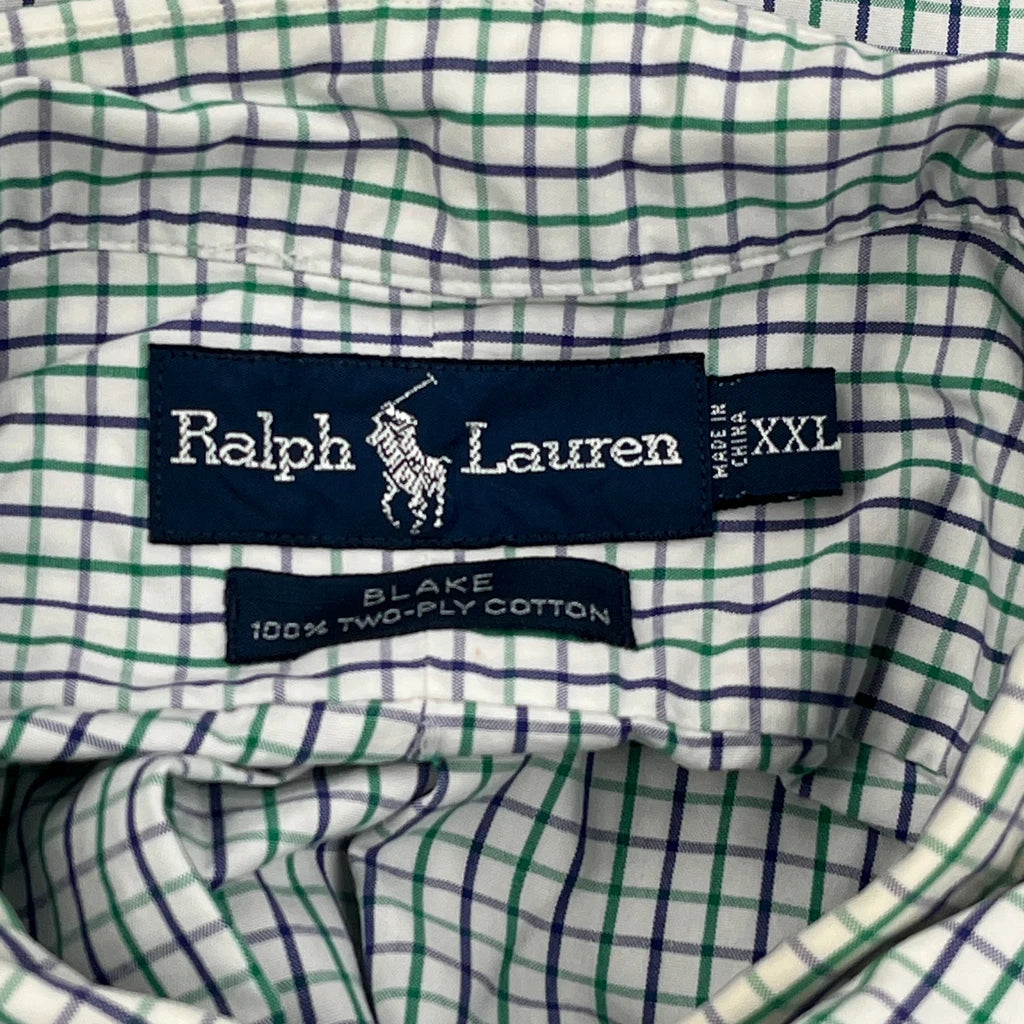 Ralph Lauren
MADE IN
CHINA
XXL
BLAKE
100% TWO-PLY COTTON